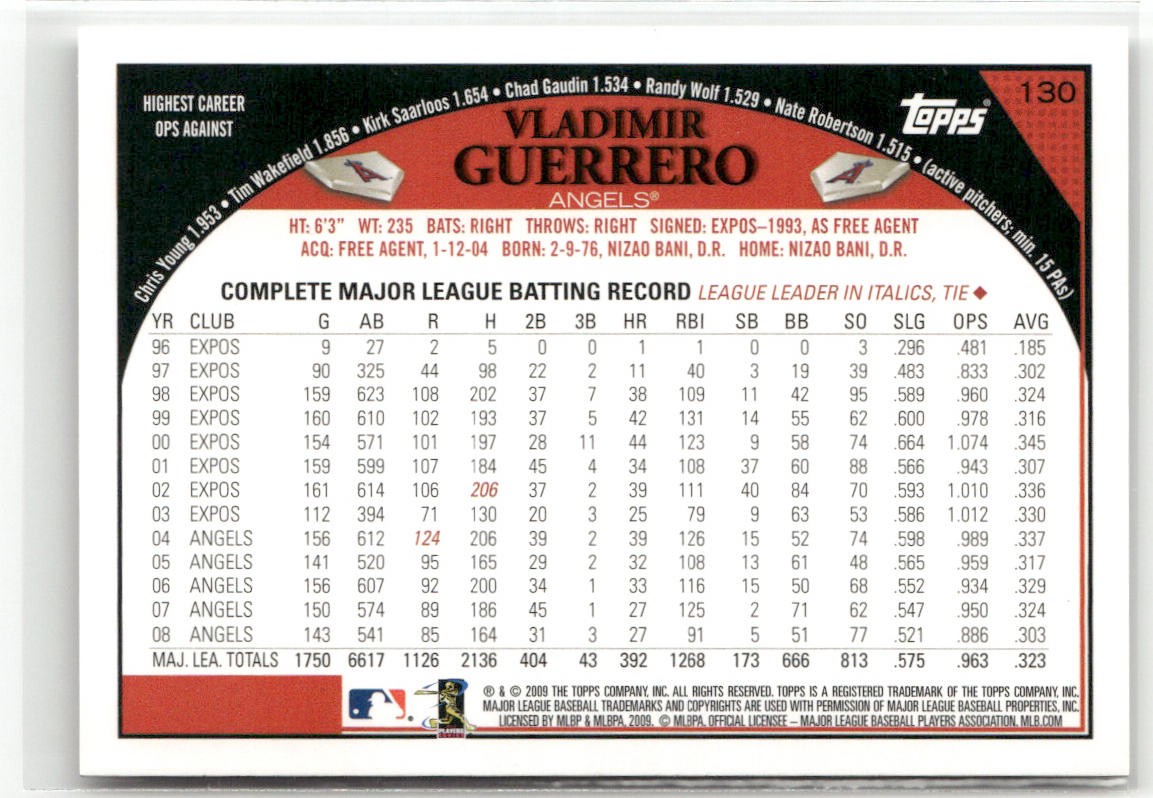 HIGHEST CAREER
OPS AGAINST
Chris Young 1.953 • Tim Wakefield 1.856 • Kirk Saarloos 1.654 • Chad Gaudin 1.534 • Randy Wolf 1.529 • Nate Robertson 1.515 • (active pitchers; min. 15 PAs)
topps®
130
VLADIMIR
GUERRERO
ANGELS®
HT: 6'3" WT: 235 BATS: RIGHT THROWS: RIGHT SIGNED: EXPOS–1993, AS FREE AGENT
ACQ: FREE AGENT, 1-12-04 BORN: 2-9-76, NIZAO BANI, D.R. HOME: NIZAO BANI, D.R.
COMPLETE MAJOR LEAGUE BATTING RECORD LEAGUE LEADER IN ITALICS, TIE ◆
YR CLUB G AB R H 2B 3B HR RBI SB BB SO SLG OPS AVG
96 EXPOS 9 27 2 5 0 0 1 1 0 0 3 .296 .481 .185
97 EXPOS 90 325 44 98 22 2 11 40 3 19 39 .483 .833 .302
98 EXPOS 159 623 108 202 37 7 38 109 11 42 95 .589 .960 .324
99 EXPOS 160 610 102 193 37 5 42 131 14 55 62 .600 .978 .316
00 EXPOS 154 571 101 197 28 11 44 123 9 58 74 .664 1.074 .345
01 EXPOS 159 599 107 184 45 4 34 108 37 60 88 .566 .943 .307
02 EXPOS 161 614 106 206 37 2 39 111 40 84 70 .593 1.010 .336
03 EXPOS 112 394 71 130 20 3 25 79 9 63 53 .586 1.012 .330
04 ANGELS 156 612 124 206 39 2 39 126 15 52 74 .598 .989 .337
05 ANGELS 141 520 95 165 29 2 32 108 13 61 48 .565 .959 .317
06 ANGELS 156 607 92 200 34 1 33 116 15 50 68 .552 .934 .329
07 ANGELS 150 574 89 186 45 1 27 125 2 71 62 .547 .950 .324
08 ANGELS 143 541 85 164 31 3 27 91 5 51 77 .521 .886 .303
MAJ. LEA. TOTALS 1750 6617 1126 2136 404 43 392 1268 173 666 813 .575 .963 .323
PLAYERS
® & © 2009 THE TOPPS COMPANY, INC. ALL RIGHTS RESERVED. TOPPS IS A REGISTERED TRADEMARK OF THE TOPPS COMPANY, INC.
MAJOR LEAGUE BASEBALL TRADEMARKS AND COPYRIGHTS ARE USED WITH PERMISSION OF MAJOR LEAGUE BASEBALL PROPERTIES, INC.
LICENSED BY MLBP & MLBPA, 2009. © MLBPA. OFFICIAL LICENSEE – MAJOR LEAGUE BASEBALL PLAYERS ASSOCIATION. MLB.COM